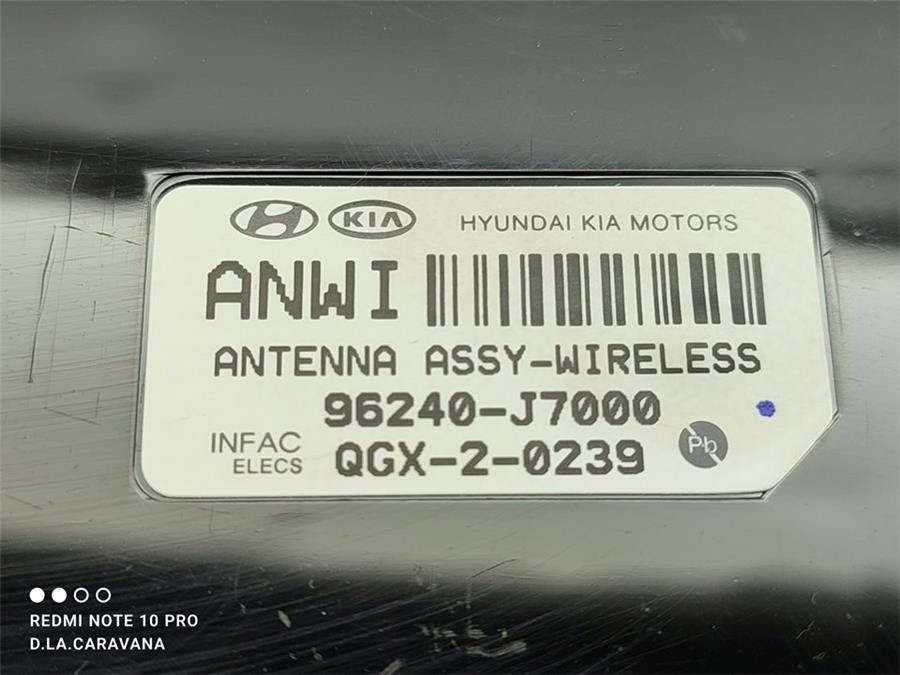 KIA HYUNDAI KIA MOTORS
ANWI
ANTENNA ASSY-WIRELESS
96240-J7000
INFAC ELECS
QGX-2-0239
Pb
REDMI NOTE 10 PRO
D.LA.CARAVANA